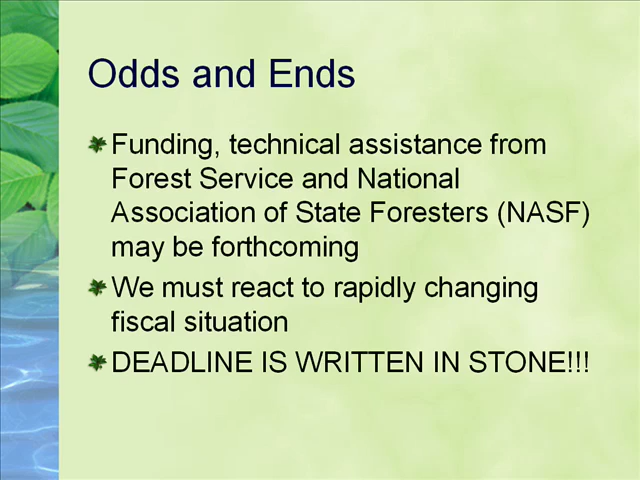 Odds and Ends
Funding, technical assistance from
Forest Service and National
Association of State Foresters (NASF)
may be forthcoming
We must react to rapidly changing
fiscal situation
DEADLINE IS WRITTEN IN STONE!!!